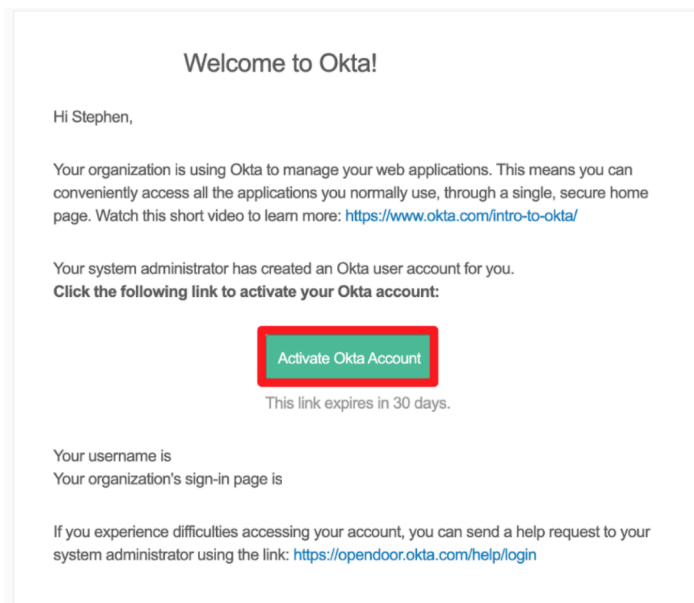 Welcome to Okta!
Hi Stephen,
Your organization is using Okta to manage your web applications. This means you can
conveniently access all the applications you normally use, through a single, secure home
page. Watch this short video to learn more: https://www.okta.com/intro-to-okta/
Your system administrator has created an Okta user account for you.
Click the following link to activate your Okta account:
Activate Okta Account
This link expires in 30 days.
Your username is
Your organization's sign-in page is
If you experience difficulties accessing your account, you can send a help request to your
system administrator using the link: https://opendoor.okta.com/help/login